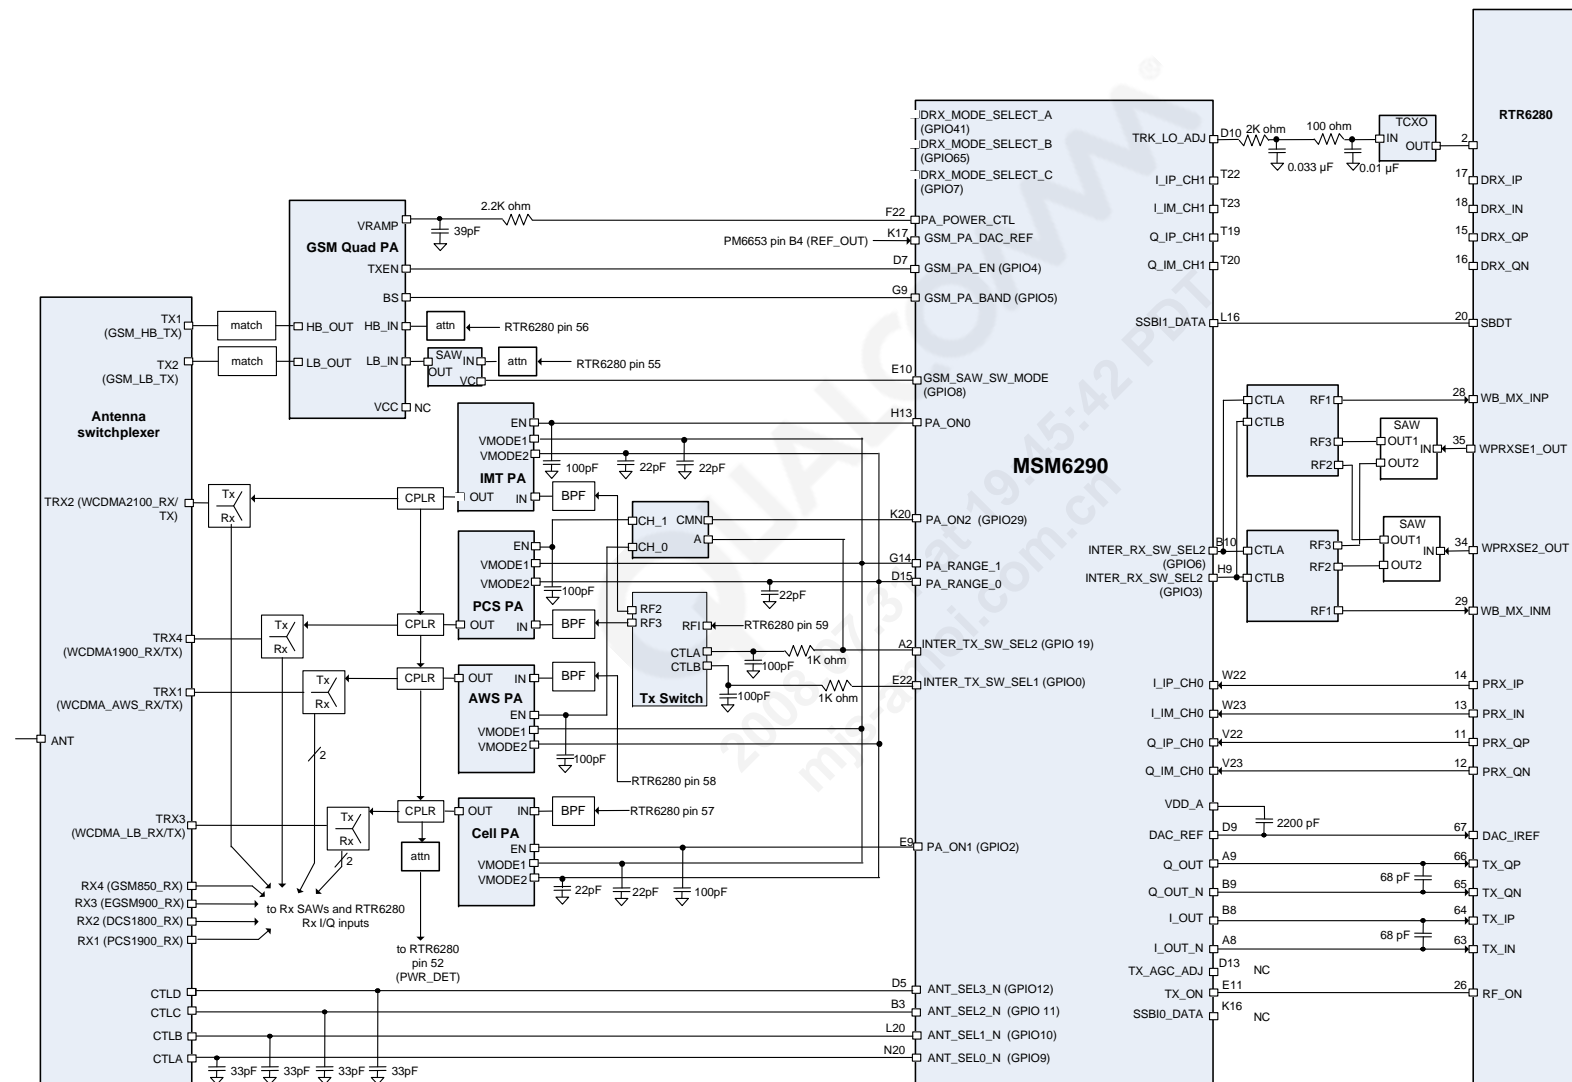 QUALCOMM®
2008.07.31 at 19:45:42 PDT
mjs-amoi.com.cn
Antenna
switchplexer
TX1
(GSM_HB_TX)
TX2
(GSM_LB_TX)
TRX2 (WCDMA2100_RX/
TX)
TRX4
(WCDMA1900_RX/TX)
TRX1
(WCDMA_AWS_RX/TX)
ANT
TRX3
(WCDMA_LB_RX/TX)
RX4 (GSM850_RX)
RX3 (EGSM900_RX)
RX2 (DCS1800_RX)
RX1 (PCS1900_RX)
CTLD
CTLC
CTLB
CTLA
33pF
33pF
33pF
33pF
match
match
Tx
Rx
Tx
Rx
Tx
Rx
Tx
Rx
2
2
to Rx SAWs and RTR6280
Rx I/Q inputs
CPLR
CPLR
CPLR
CPLR
attn
to RTR6280
pin 52
(PWR_DET)
GSM Quad PA
VRAMP
TXEN
BS
HB_OUT
HB_IN
LB_OUT
LB_IN
VCC
NC
39pF
2.2K ohm
attn
RTR6280 pin 56
SAW
IN
OUT
VCL
attn
RTR6280 pin 55
PM6653 pin B4 (REF_OUT)
IMT PA
EN
VMODE1
VMODE2
OUT
IN
100pF
22pF
22pF
BPF
PCS PA
EN
VMODE1
VMODE2
OUT
IN
100pF
22pF
BPF
CH_1
CMN
CH_0
A
Tx Switch
RF2
RF3
RFI
CTLA
CTLB
RTR6280 pin 59
100pF
1K ohm
100pF
1K ohm
AWS PA
OUT
IN
EN
VMODE1
VMODE2
BPF
100pF
RTR6280 pin 58
Cell PA
OUT
IN
EN
VMODE1
VMODE2
BPF
RTR6280 pin 57
22pF
22pF
100pF
MSM6290
DRX_MODE_SELECT_A
(GPIO41)
DRX_MODE_SELECT_B
(GPIO65)
DRX_MODE_SELECT_C
(GPIO7)
F22
PA_POWER_CTL
K17
GSM_PA_DAC_REF
D7
GSM_PA_EN (GPIO4)
G9
GSM_PA_BAND (GPIO5)
E10
GSM_SAW_SW_MODE
(GPIO8)
H13
PA_ON0
K20
PA_ON2 (GPIO29)
G14
PA_RANGE_1
D15
PA_RANGE_0
A2
INTER_TX_SW_SEL2 (GPIO 19)
E22
INTER_TX_SW_SEL1 (GPIO0)
E9
PA_ON1 (GPIO2)
D5
ANT_SEL3_N (GPIO12)
B3
ANT_SEL2_N (GPIO 11)
L20
ANT_SEL1_N (GPIO10)
N20
ANT_SEL0_N (GPIO9)
TRK_LO_ADJ
D10
2K ohm
100 ohm
0.033 µF
0.01 µF
TCXO
IN
OUT
I_IP_CH1
T22
I_IM_CH1
T23
Q_IP_CH1
T19
Q_IM_CH1
T20
SSBI1_DATA
L16
INTER_RX_SW_SEL2
(GPIO6)
B10
INTER_RX_SW_SEL2
(GPIO3)
H9
CTLA
CTLB
RF1
RF3
RF2
SAW
OUT1
IN
OUT2
CTLA
CTLB
RF3
RF2
RF1
SAW
OUT1
IN
OUT2
I_IP_CH0
W22
I_IM_CH0
W23
Q_IP_CH0
V22
Q_IM_CH0
V23
VDD_A
2200 pF
DAC_REF
D9
Q_OUT
A9
68 pF
Q_OUT_N
B9
I_OUT
B8
68 pF
I_OUT_N
A8
TX_AGC_ADJ
D13
NC
TX_ON
E11
SSBI0_DATA
K16
NC
RTR6280
2
17
DRX_IP
18
DRX_IN
15
DRX_QP
16
DRX_QN
20
SBDT
28
WB_MX_INP
35
WPRXSE1_OUT
34
WPRXSE2_OUT
29
WB_MX_INM
14
PRX_IP
13
PRX_IN
11
PRX_QP
12
PRX_QN
67
DAC_IREF
66
TX_QP
65
TX_QN
64
TX_IP
63
TX_IN
26
RF_ON